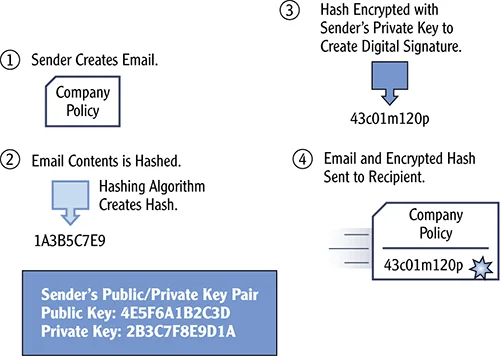 ① Sender Creates Email.
Company
Policy
② Email Contents is Hashed.
Hashing Algorithm
Creates Hash.
1A3B5C7E9
Sender's Public/Private Key Pair
Public Key: 4E5F6A1B2C3D
Private Key: 2B3C7F8E9D1A
③ Hash Encrypted with
Sender's Private Key to
Create Digital Signature.
43c01m120p
④ Email and Encrypted Hash
Sent to Recipient.
Company
Policy
43c01m120p